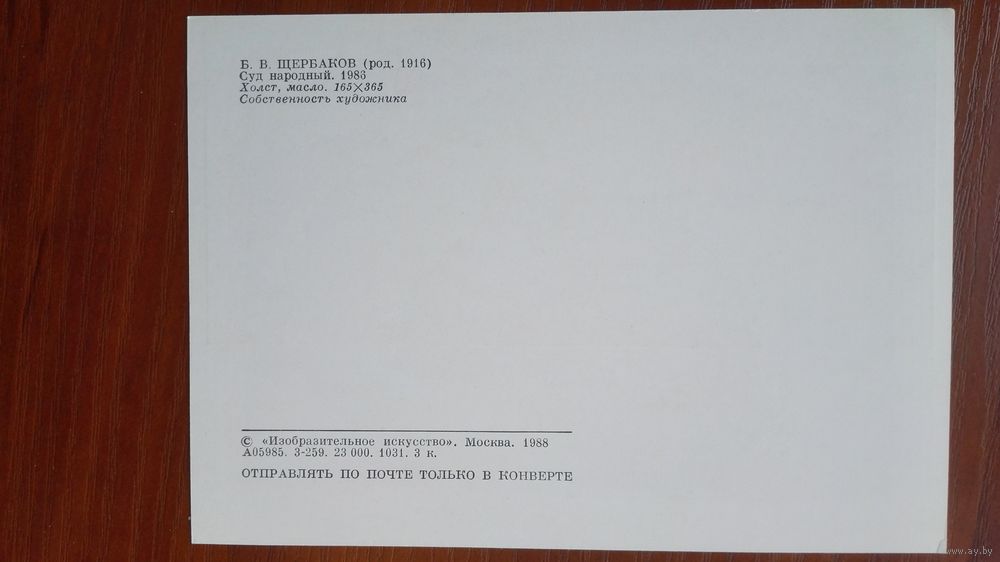 Б. В. ЩЕРБАКОВ (род. 1916)
Суд народный. 1986
Холст, масло. 165×365
Собственность художника
© «Изобразительное искусство». Москва. 1988
А05985. 3-259. 23 000. 1031. 3 к.
ОТПРАВЛЯТЬ ПО ПОЧТЕ ТОЛЬКО В КОНВЕРТЕ
www.ay.by